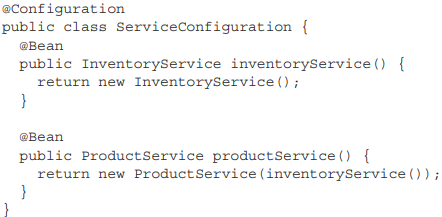 @Configuration
public class ServiceConfiguration {
  @Bean
  public InventoryService inventoryService() {
    return new InventoryService();
  }

  @Bean
  public ProductService productService() {
    return new ProductService(inventoryService());
  }
}